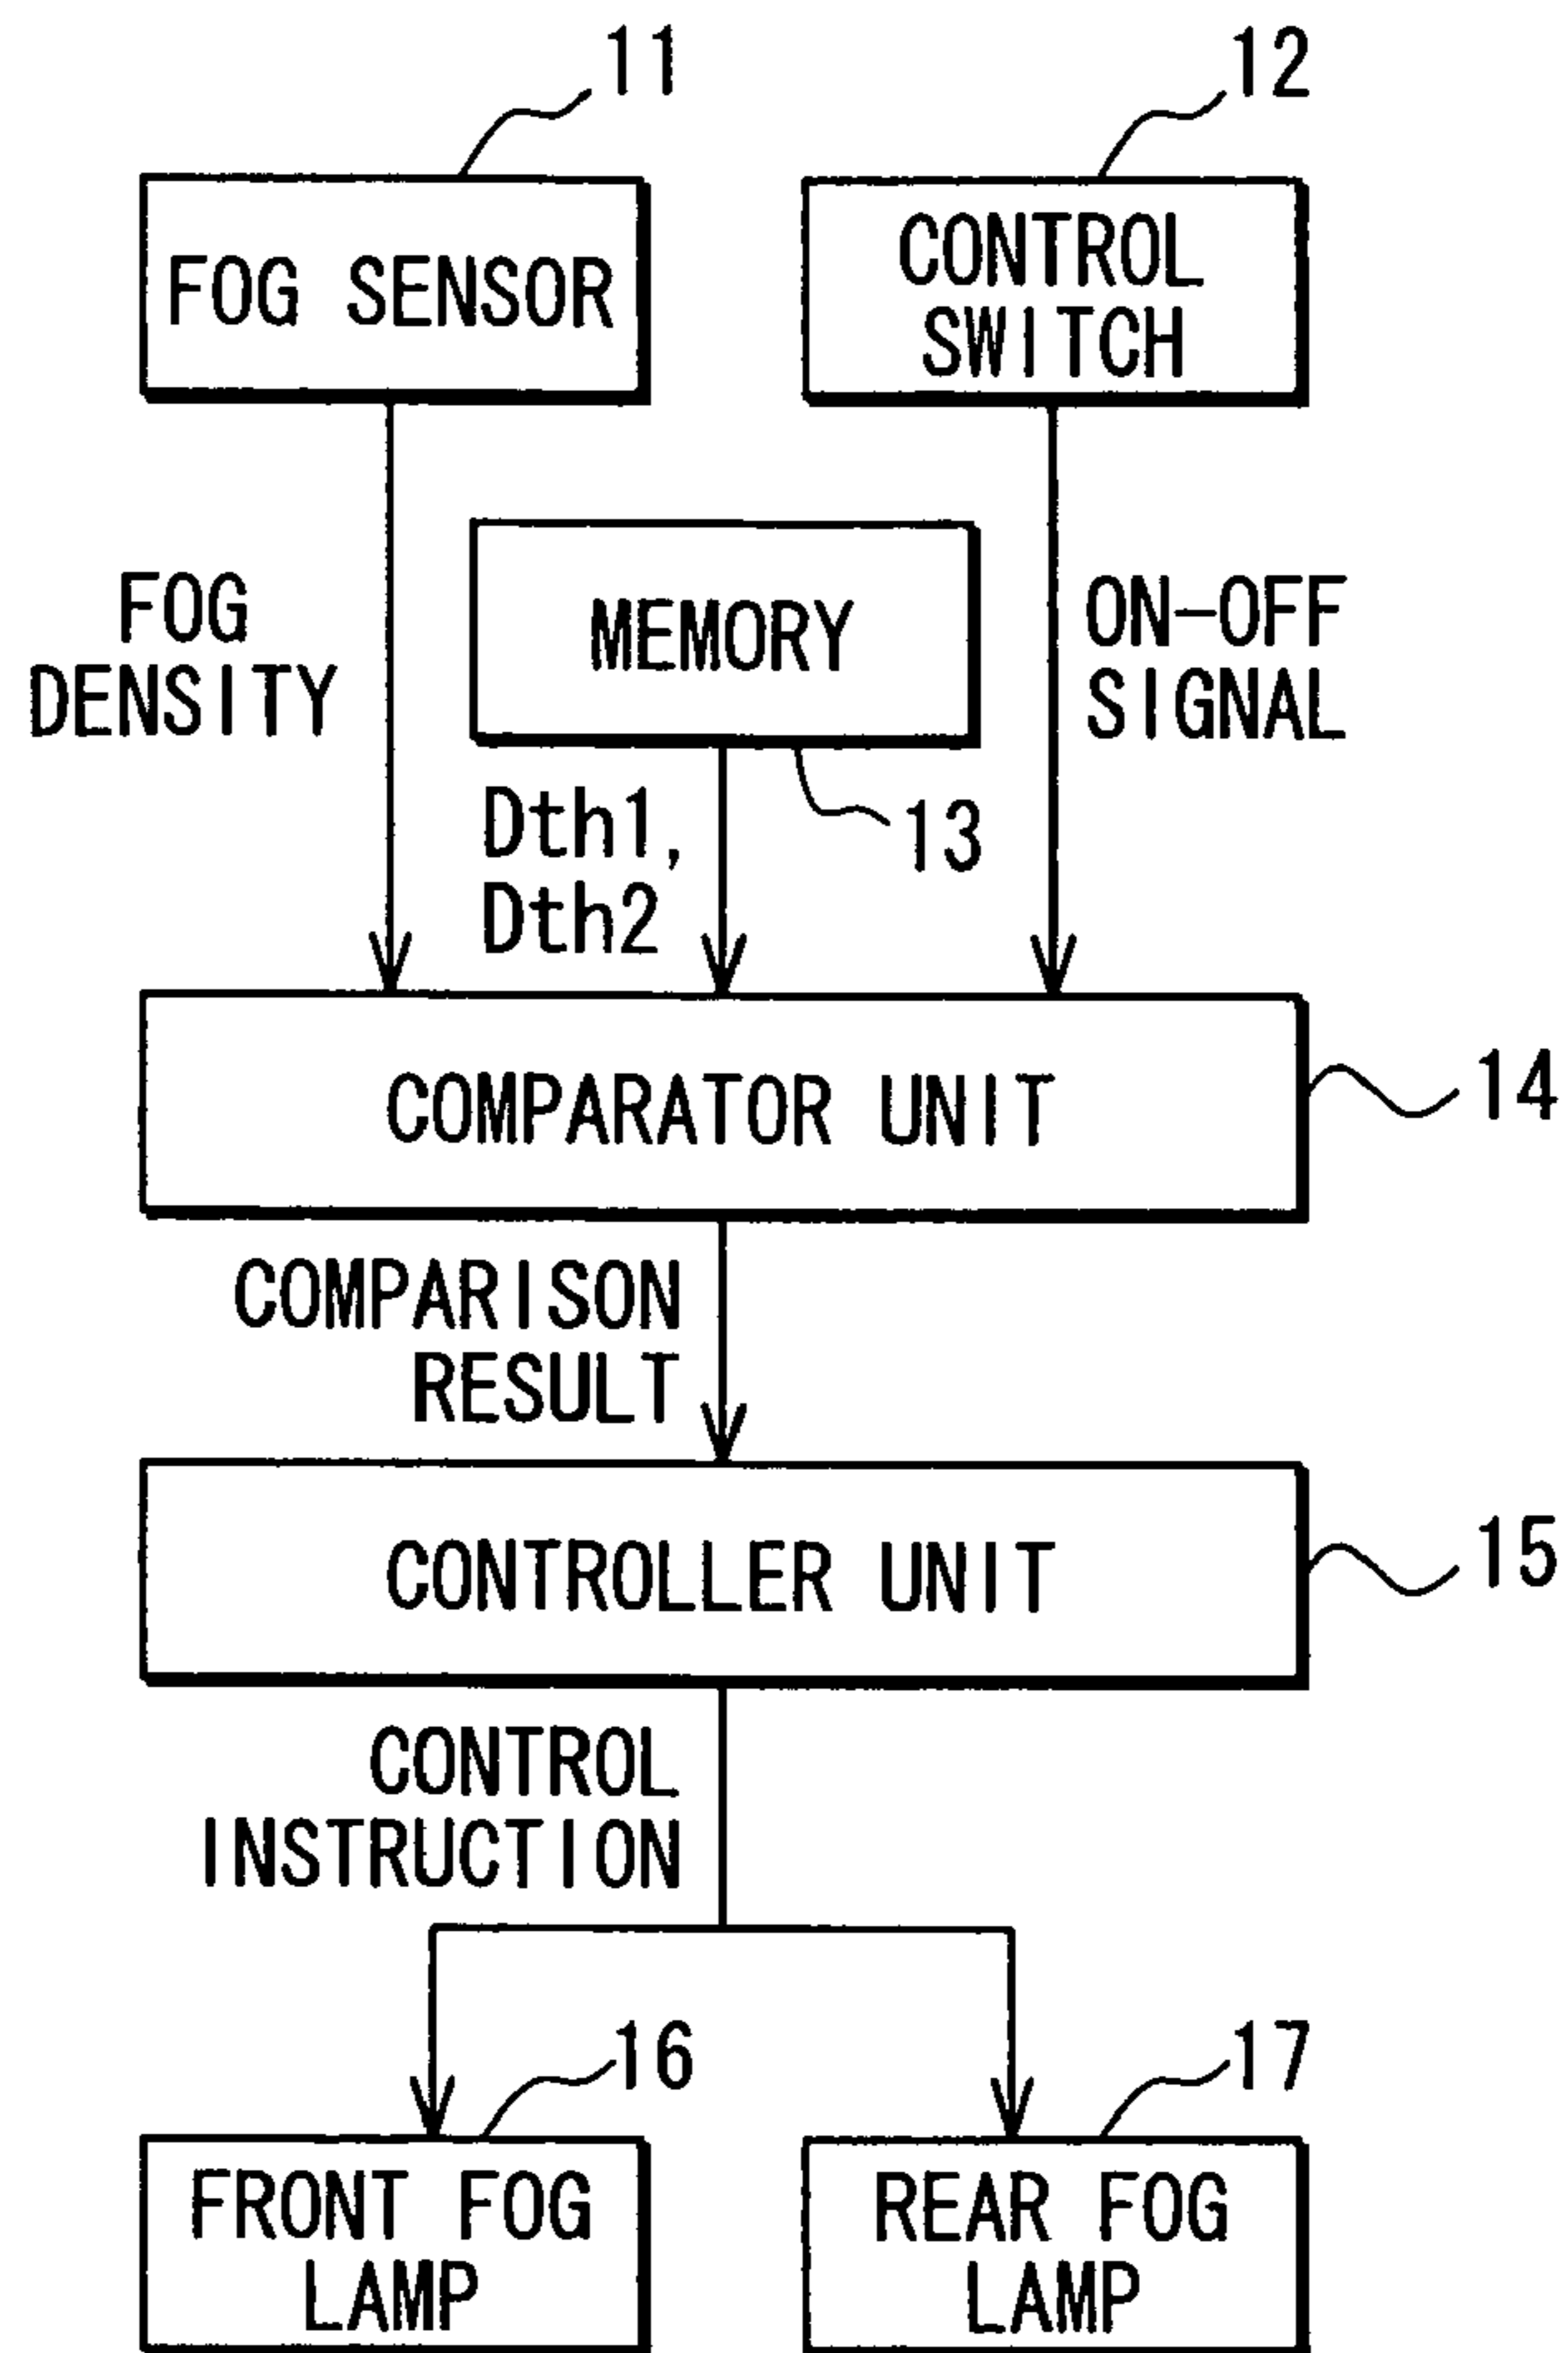 11
12
FOG SENSOR
CONTROL
SWITCH
FOG
DENSITY
MEMORY
ON-OFF
SIGNAL
Dth1,
Dth2
13
COMPARATOR UNIT
14
COMPARISON
RESULT
CONTROLLER UNIT
15
CONTROL
INSTRUCTION
16
17
FRONT FOG
LAMP
REAR FOG
LAMP